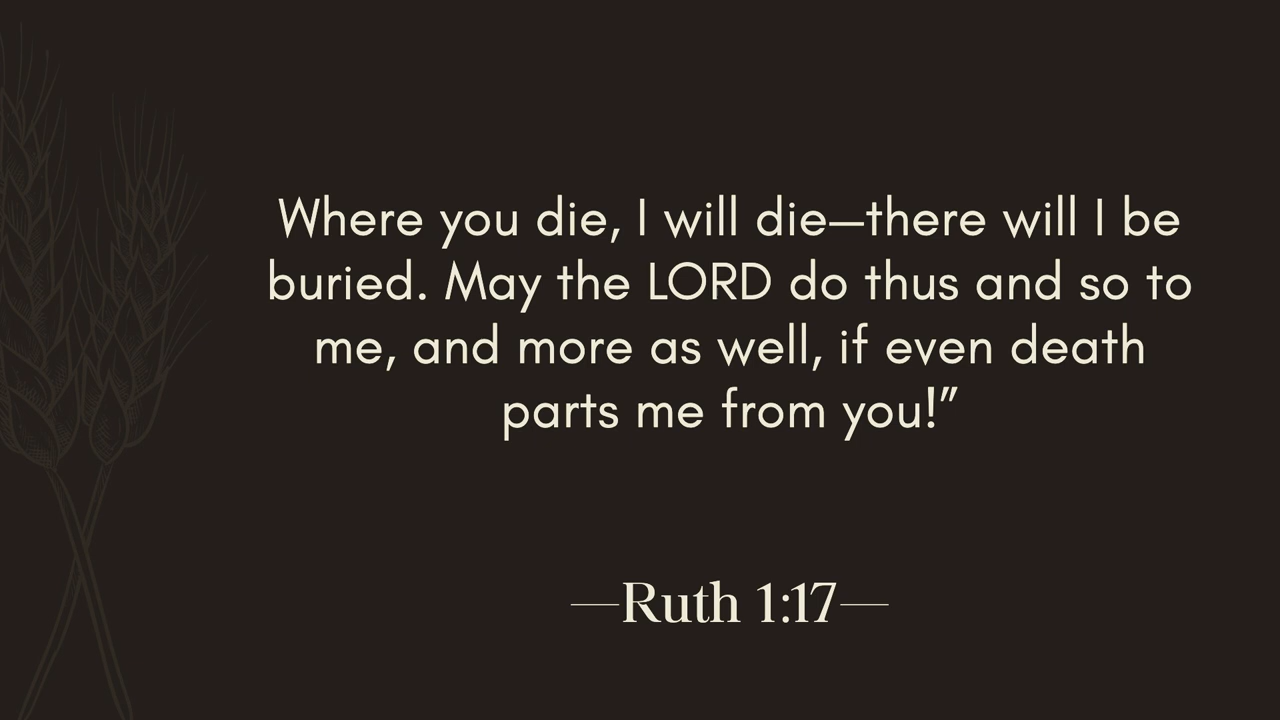 Where you die, I will die—there will I be
buried. May the LORD do thus and so to
me, and more as well, if even death
parts me from you!”
—Ruth 1:17—